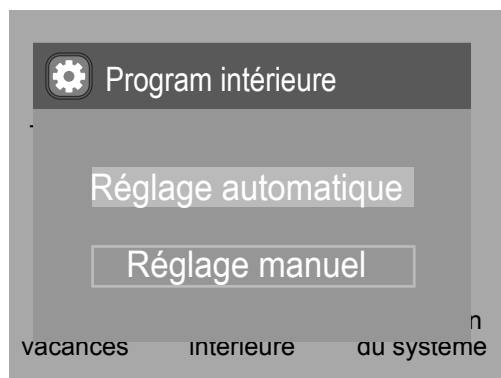 Program intérieure
Réglage automatique
Réglage manuel
vacances intérieure du système